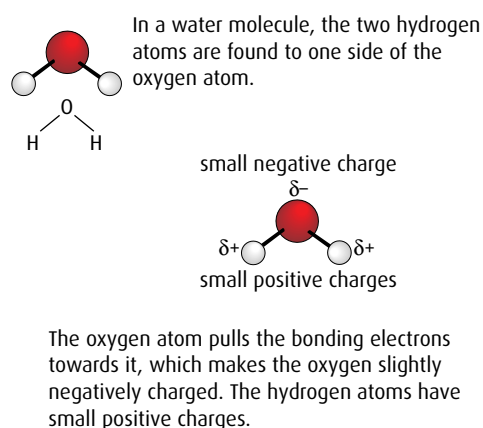 In a water molecule, the two hydrogen
atoms are found to one side of the
oxygen atom.
O
H H
small negative charge
δ–
δ+ δ+
small positive charges
The oxygen atom pulls the bonding electrons
towards it, which makes the oxygen slightly
negatively charged. The hydrogen atoms have
small positive charges.